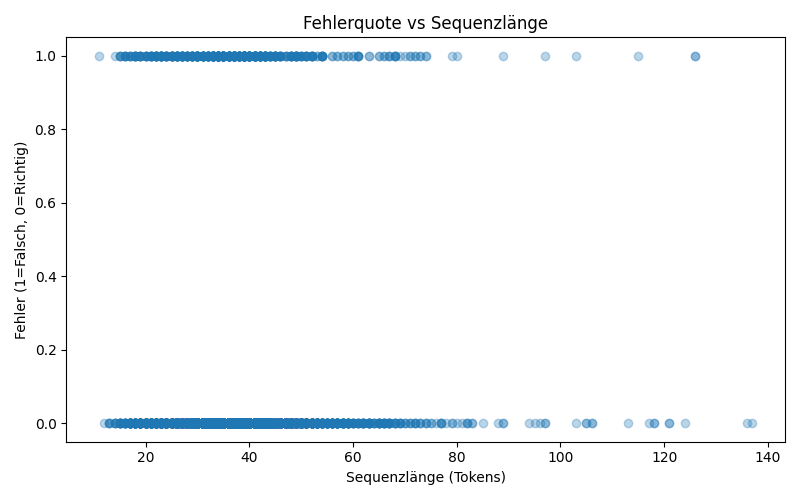 Fehlerquote vs Sequenzlänge
Fehler (1=Falsch, 0=Richtig)
1.0
0.8
0.6
0.4
0.2
0.0
20 40 60 80 100 120 140
Sequenzlänge (Tokens)